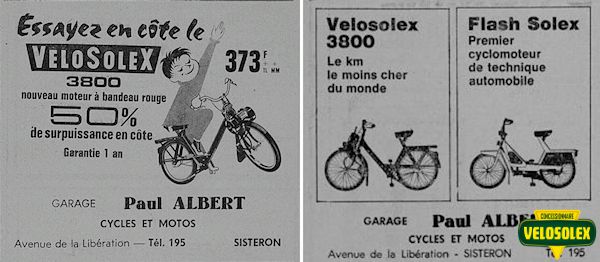 Essayez en côte le
VELOSOLEX
3800
373F
nouveau moteur à bandeau rouge
50%
de surpuissance en côte
Garantie 1 an
GARAGE Paul ALBERT
CYCLES ET MOTOS
Avenue de la Libération — Tél. 195 SISTERON
Velosolex
3800
Le km
le moins cher
du monde
Flash Solex
Premier
cyclomoteur
de technique
automobile
GARAGE Paul
CYCLES ET MOTOS
Avenue de la Libération - SISTERON Tél. 195
CONCESSIONNAIRE
VELOSOLEX